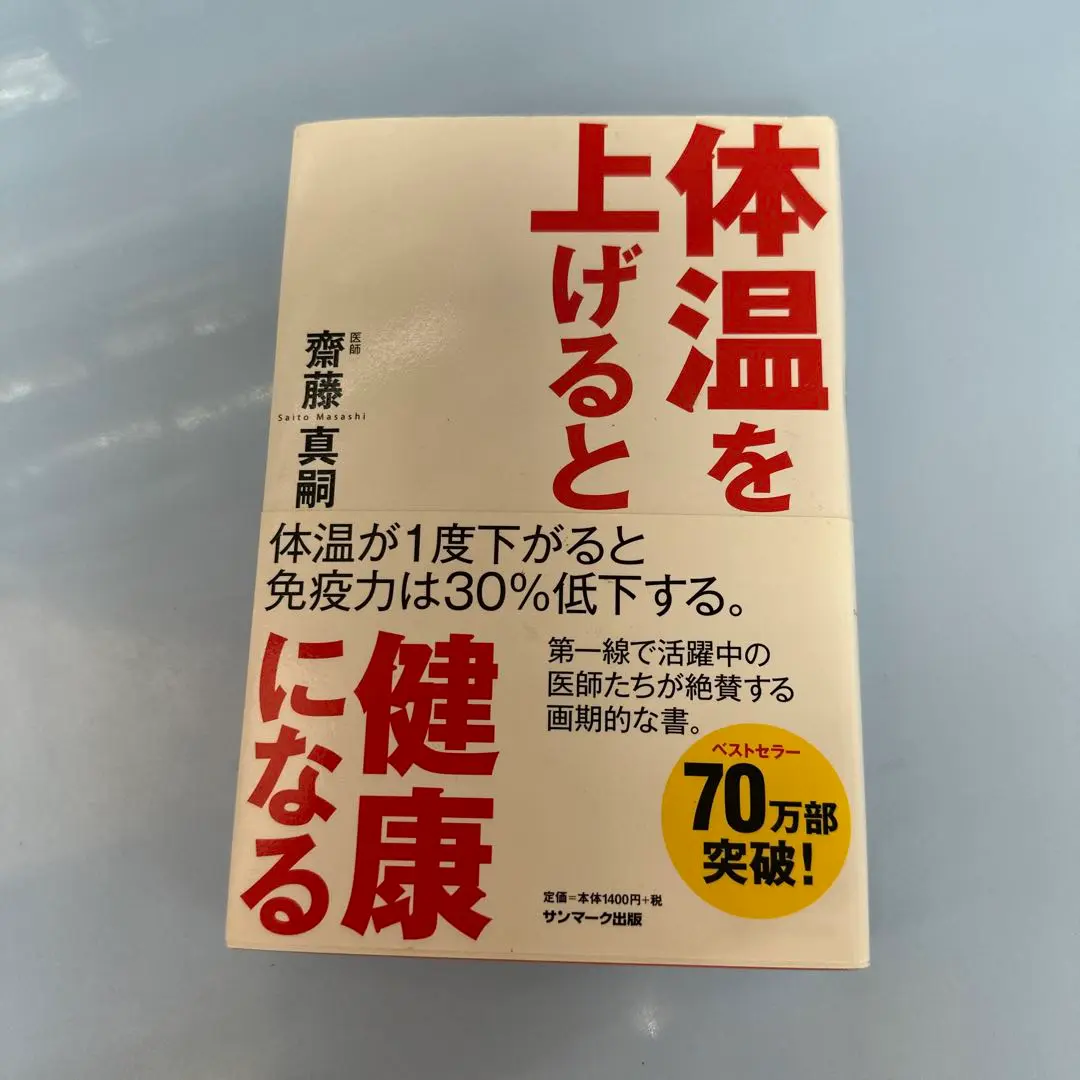 体温を
上げると
健康
になる
医師
齋藤真嗣
Saito Masashi
体温が1度下がると
免疫力は30%低下する。
第一線で活躍中の
医師たちが絶賛する
画期的な書。
ベストセラー
70万部
突破!
定価=本体1400円+税
サンマーク出版